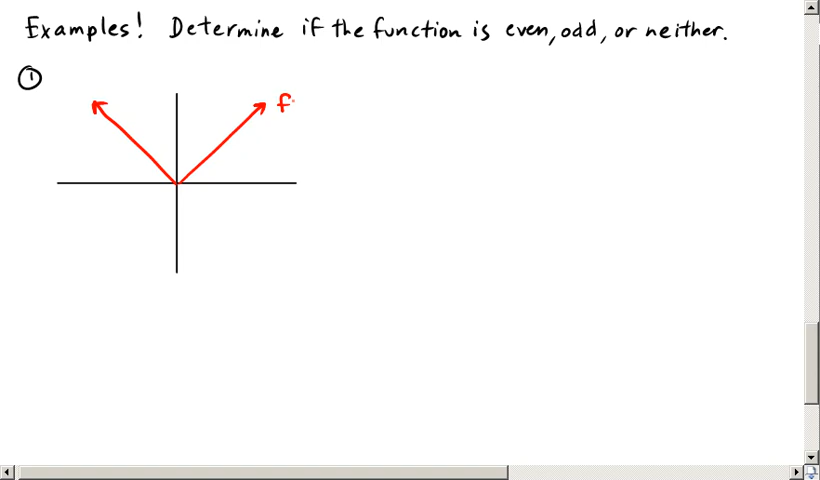 Examples! Determine if the function is even, odd, or neither.
①
f